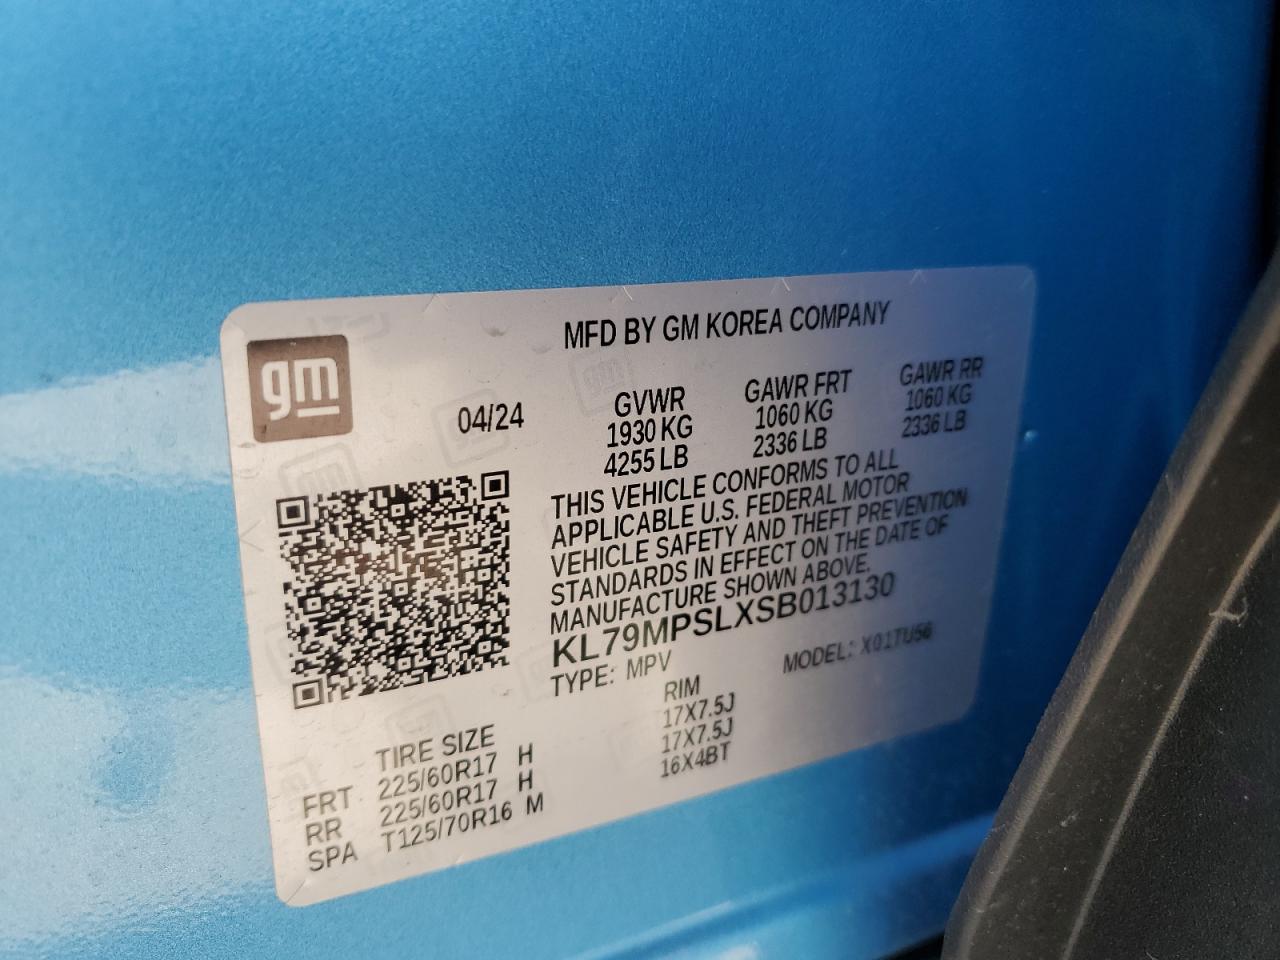 gm
MFD BY GM KOREA COMPANY
04/24
GVWR GAWR FRT GAWR RR
1930 KG 1060 KG 1060 KG
4255 LB 2336 LB 2336 LB
THIS VEHICLE CONFORMS TO ALL
APPLICABLE U.S. FEDERAL MOTOR
VEHICLE SAFETY AND THEFT PREVENTION
STANDARDS IN EFFECT ON THE DATE OF
MANUFACTURE SHOWN ABOVE.
KL79MPSLXSB013130
TYPE: MPV MODEL: X01TU56
TIRE SIZE RIM
FRT 225/60R17 H 17X7.5J
RR 225/60R17 H 17X7.5J
SPA T125/70R16 M 16X4BT